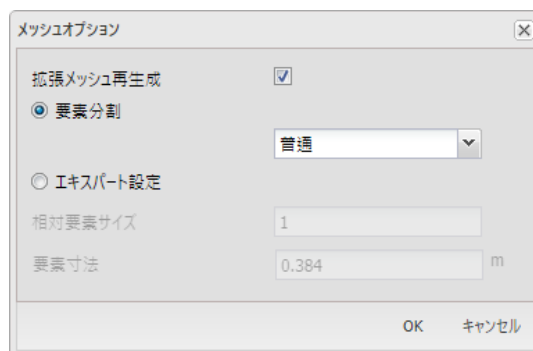 メッシュオプション
拡張メッシュ再生成
要素分割
普通
エキスパート設定
相対要素サイズ 1
要素寸法 0.384 m
OK キャンセル